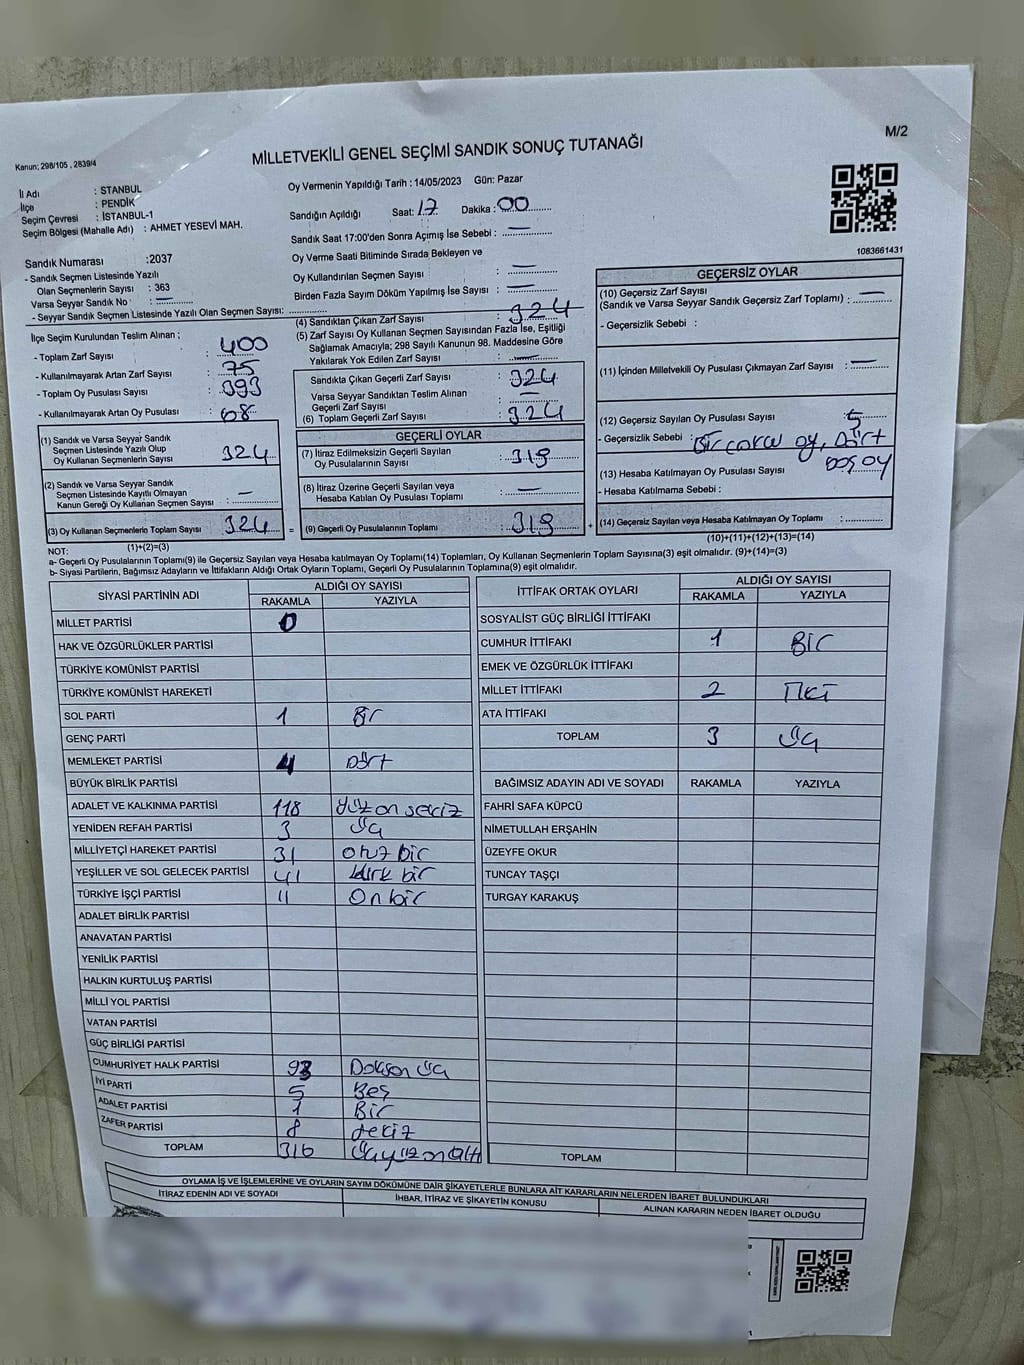 M/2
Kanun; 298/105 , 2839/4
MİLLETVEKİLİ GENEL SEÇİMİ SANDIK SONUÇ TUTANAĞI
İl Adı : STANBUL
İlçe : PENDİK
Seçim Çevresi : İSTANBUL-1
Seçim Bölgesi (Mahalle Adı) : AHMET YESEVİ MAH.
Sandık Numarası :2037
- Sandık Seçmen Listesinde Yazılı
Olan Seçmenlerin Sayısı : 363
Varsa Seyyar Sandık No : —
- Seyyar Sandık Seçmen Listesinde Yazılı Olan Seçmen Sayısı:
Oy Vermenin Yapıldığı Tarih : 14/05/2023 Gün: Pazar
Sandığın Açıldığı Saat: 17 Dakika : 00
Sandık Saat 17:00'den Sonra Açımış İse Sebebi : —
Oy Verme Saati Bitiminde Sırada Bekleyen ve
Oy Kullandırılan Seçmen Sayısı : —
Birden Fazla Sayım Döküm Yapılmış İse Sayısı : —
1083661431
İlçe Seçim Kurulundan Teslim Alınan ;
- Toplam Zarf Sayısı : 400
- Kullanılmayarak Artan Zarf Sayısı : 75
- Toplam Oy Pusulası Sayısı : 393
- Kullanılmayarak Artan Oy Pusulası : 68
(1) Sandık ve Varsa Seyyar Sandık
Seçmen Listesinde Yazılı Olup
Oy Kullanan Seçmenlerin Sayısı : 324
(2) Sandık ve Varsa Seyyar Sandık
Seçmen Listesinde Kayıtlı Olmayan
Kanun Gereği Oy Kullanan Seçmen Sayısı : —
(3) Oy Kullanan Seçmenlerin Toplam Sayısı : 324 =
(1)+(2)=(3)
(4) Sandıktan Çıkan Zarf Sayısı : 324
(5) Zarf Sayısı Oy Kullanan Seçmen Sayısından Fazla İse, Eşitliği
Sağlamak Amacıyla; 298 Sayılı Kanunun 98. Maddesine Göre
Yakılarak Yok Edilen Zarf Sayısı : —
Sandıkta Çıkan Geçerli Zarf Sayısı : 324
Varsa Seyyar Sandıktan Teslim Alınan
Geçerli Zarf Sayısı : —
(6) Toplam Geçerli Zarf Sayısı : 324
GEÇERLİ OYLAR
(7) İtiraz Edilmeksizin Geçerli Sayılan
Oy Pusulalarının Sayısı : 319
(8) İtiraz Üzerine Geçerli Sayılan veya
Hesaba Katılan Oy Pusulası Toplamı : —
(9) Geçerli Oy Pusulalarının Toplamı : 319 +
GEÇERSİZ OYLAR
(10) Geçersiz Zarf Sayısı
(Sandık ve Varsa Seyyar Sandık Geçersiz Zarf Toplamı) : —
- Geçersizlik Sebebi :
(11) İçinden Milletvekili Oy Pusulası Çıkmayan Zarf Sayısı : —
(12) Geçersiz Sayılan Oy Pusulası Sayısı : 5
- Geçersizlik Sebebi : Bir oy, Dört
boş oy
(13) Hesaba Katılmayan Oy Pusulası Sayısı :
- Hesaba Katılmama Sebebi :
(14) Geçersiz Sayılan veya Hesaba Katılmayan Oy Toplamı :
(10)+(11)+(12)+(13)=(14)
NOT:
a- Geçerli Oy Pusulalarının Toplamı(9) ile Geçersiz Sayılan veya Hesaba katılmayan Oy Toplamı(14) Toplamları, Oy Kullanan Seçmenlerin Toplam Sayısına(3) eşit olmalıdır. (9)+(14)=(3)
b- Siyasi Partilerin, Bağımsız Adayların ve İttifakların Aldığı Ortak Oyların Toplamı, Geçerli Oy Pusulalarının Toplamına(9) eşit olmalıdır.
SİYASİ PARTİNİN ADI ALDIĞI OY SAYISI
RAKAMLA YAZIYLA
MİLLET PARTİSİ 0
HAK VE ÖZGÜRLÜKLER PARTİSİ
TÜRKİYE KOMÜNİST PARTİSİ
TÜRKİYE KOMÜNİST HAREKETİ
SOL PARTİ 1 Bir
GENÇ PARTİ
MEMLEKET PARTİSİ 4 Dört
BÜYÜK BİRLİK PARTİSİ
ADALET VE KALKINMA PARTİSİ 118 Yüz on sekiz
YENİDEN REFAH PARTİSİ 3 Üç
MİLLİYETÇİ HAREKET PARTİSİ 31 Otuz bir
YEŞİLLER VE SOL GELECEK PARTİSİ 41 kırk bir
TÜRKİYE İŞÇİ PARTİSİ 11 On bir
ADALET BİRLİK PARTİSİ
ANAVATAN PARTİSİ
YENİLİK PARTİSİ
HALKIN KURTULUŞ PARTİSİ
MİLLİ YOL PARTİSİ
VATAN PARTİSİ
GÜÇ BİRLİĞİ PARTİSİ
CUMHURİYET HALK PARTİSİ 93 Doksan üç
İYİ PARTİ 5 Beş
ADALET PARTİSİ 1 Bir
ZAFER PARTİSİ 8 sekiz
TOPLAM 316 Üçyüzonaltı
İTTİFAK ORTAK OYLARI ALDIĞI OY SAYISI
RAKAMLA YAZIYLA
SOSYALİST GÜÇ BİRLİĞİ İTTİFAKI
CUMHUR İTTİFAKI 1 Bir
EMEK VE ÖZGÜRLÜK İTTİFAKI
MİLLET İTTİFAKI 2 İki
ATA İTTİFAKI
TOPLAM 3 Üç
BAĞIMSIZ ADAYIN ADI VE SOYADI RAKAMLA YAZIYLA
FAHRİ SAFA KÜPCÜ
NİMETULLAH ERŞAHİN
ÜZEYFE OKUR
TUNCAY TAŞÇI
TURGAY KARAKUŞ
TOPLAM
OYLAMA İŞ VE İŞLEMLERİNE VE OYLARIN SAYIM DÖKÜMÜNE DAİR ŞİKAYETLERLE BUNLARA AİT KARARLARIN NELERDEN İBARET BULUNDUKLARI
İTİRAZ EDENİN ADI VE SOYADI İHBAR, İTİRAZ VE ŞİKAYETİN KONUSU ALINAN KARARIN NEDEN İBARET OLDUĞU